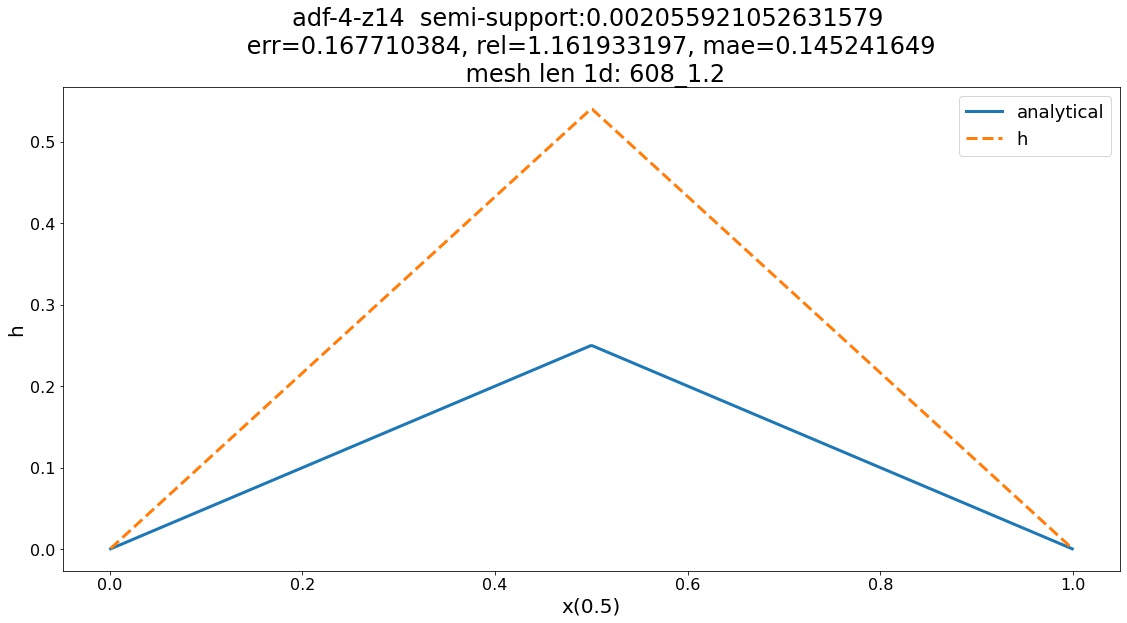 adf-4-z14  semi-support:0.002055921052631579
err=0.167710384, rel=1.161933197, mae=0.145241649
mesh len 1d: 608_1.2
analytical
h
0.5
0.4
0.3
0.2
0.1
0.0
h
0.0 0.2 0.4 0.6 0.8 1.0
x(0.5)